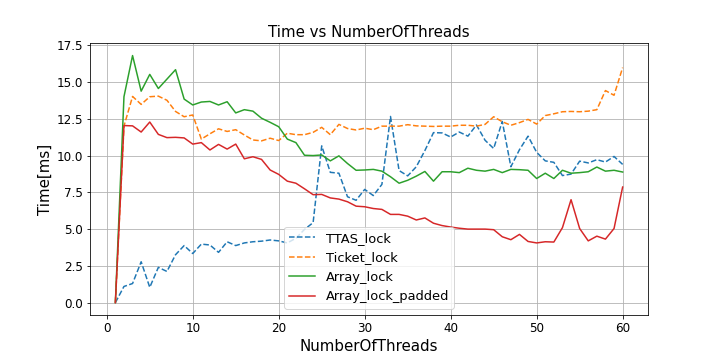 Time vs NumberOfThreads
Time[ms]
17.5
15.0
12.5
10.0
7.5
5.0
2.5
0.0
TTAS_lock
Ticket_lock
Array_lock
Array_lock_padded
0 10 20 30 40 50 60
NumberOfThreads